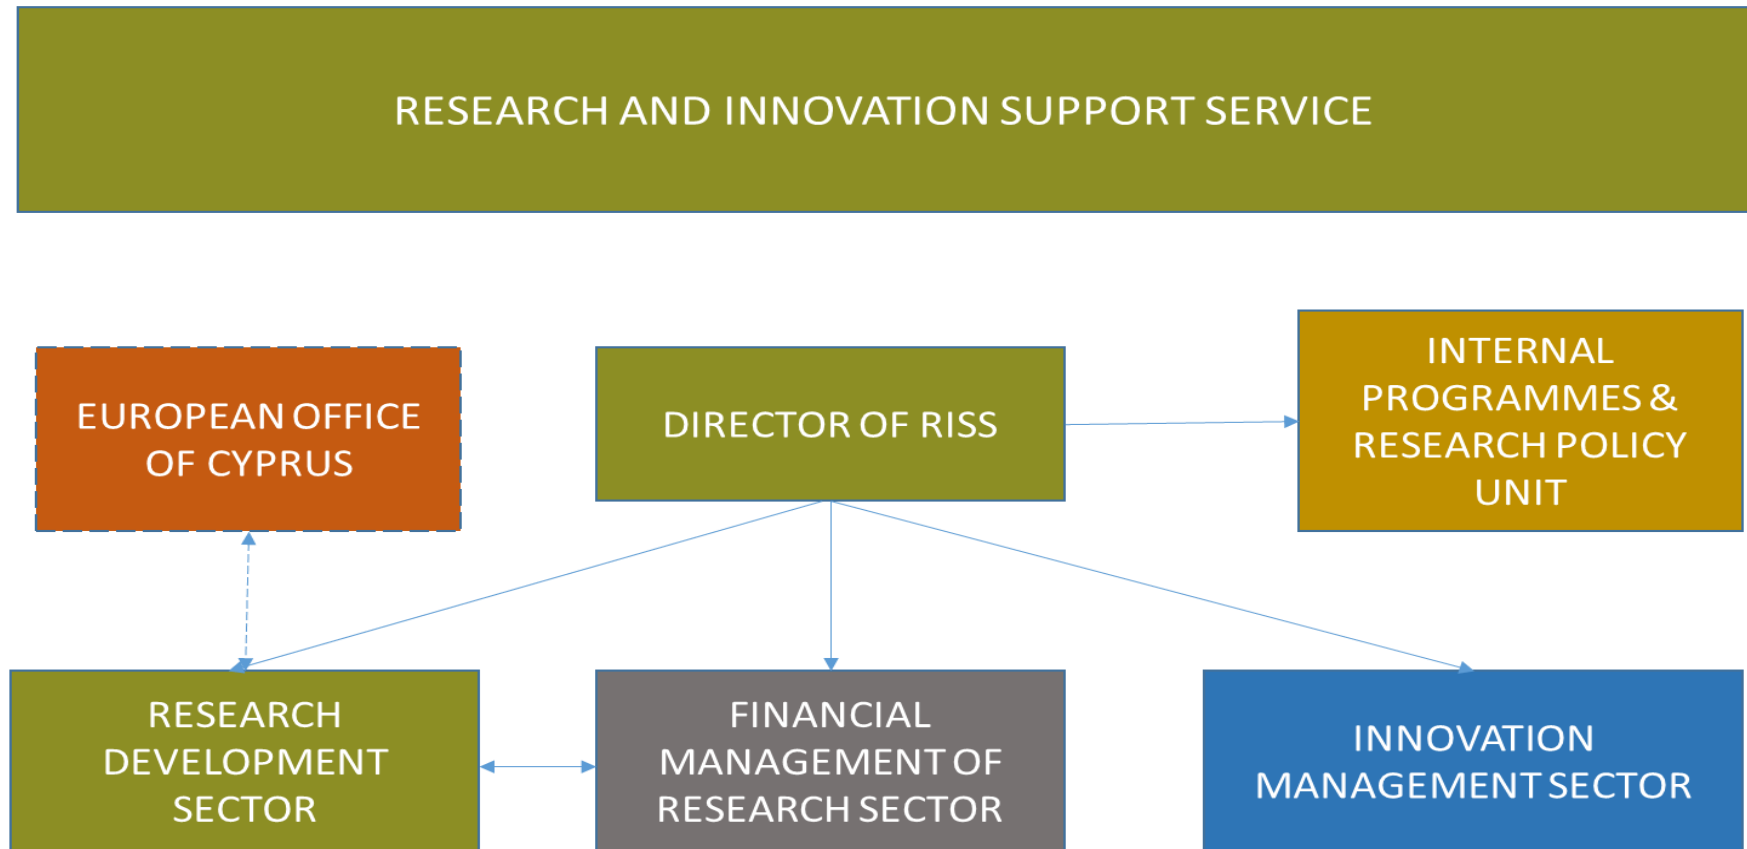 RESEARCH AND INNOVATION SUPPORT SERVICE
EUROPEAN OFFICE
OF CYPRUS
DIRECTOR OF RISS
INTERNAL
PROGRAMMES &
RESEARCH POLICY
UNIT
RESEARCH
DEVELOPMENT
SECTOR
FINANCIAL
MANAGEMENT OF
RESEARCH SECTOR
INNOVATION
MANAGEMENT SECTOR